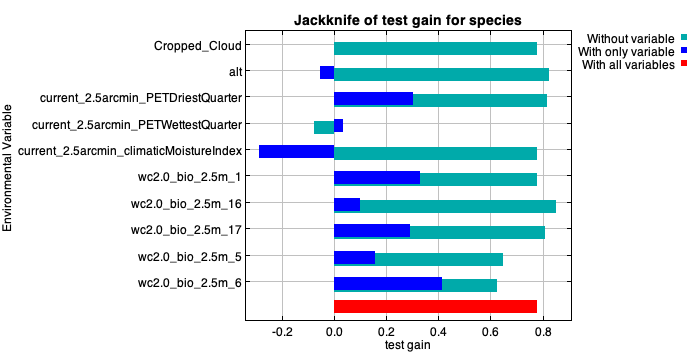 Jackknife of test gain for species
Without variable
With only variable
With all variables
Environmental Variable
Cropped_Cloud
alt
current_2.5arcmin_PETDriestQuarter
current_2.5arcmin_PETWettestQuarter
current_2.5arcmin_climaticMoistureIndex
wc2.0_bio_2.5m_1
wc2.0_bio_2.5m_16
wc2.0_bio_2.5m_17
wc2.0_bio_2.5m_5
wc2.0_bio_2.5m_6
-0.2 0.0 0.2 0.4 0.6 0.8
test gain